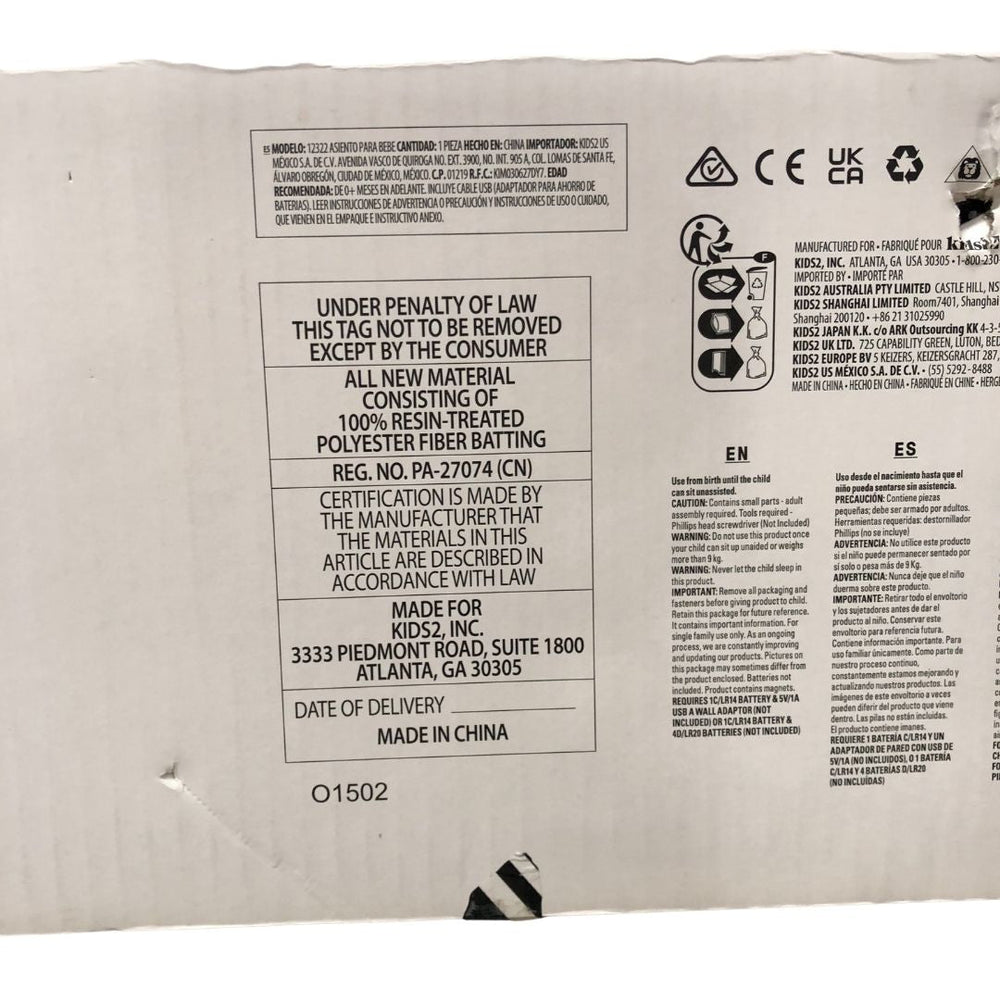 ES MODELO: 12322 ASIENTO PARA BEBE CANTIDAD: 1 PIEZA HECHO EN: CHINA IMPORTADOR: KIDS2 US
MÉXICO S.A. DE C.V. AVENIDA VASCO DE QUIROGA NO. EXT. 3900, NO. INT. 905 A, COL. LOMAS DE SANTA FE,
ÁLVARO OBREGÓN, CIUDAD DE MÉXICO, MÉXICO. C.P. 01219 R.F.C.: KIM030627DY7. EDAD
RECOMENDADA: DE 0+ MESES EN ADELANTE. INCLUYE CABLE USB (ADAPTADOR PARA AHORRO DE
BATERIAS). LEER INSTRUCCIONES DE ADVERTENCIA O PRECAUCIÓN Y INSTRUCCIONES DE USO O CUIDADO,
QUE VIENEN EN EL EMPAQUE E INSTRUCTIVO ANEXO.
UNDER PENALTY OF LAW
THIS TAG NOT TO BE REMOVED
EXCEPT BY THE CONSUMER
ALL NEW MATERIAL
CONSISTING OF
100% RESIN-TREATED
POLYESTER FIBER BATTING
REG. NO. PA-27074 (CN)
CERTIFICATION IS MADE BY
THE MANUFACTURER THAT
THE MATERIALS IN THIS
ARTICLE ARE DESCRIBED IN
ACCORDANCE WITH LAW
MADE FOR
KIDS2, INC.
3333 PIEDMONT ROAD, SUITE 1800
ATLANTA, GA 30305
DATE OF DELIVERY
MADE IN CHINA
O1502
CE
UK
CA
F
MANUFACTURED FOR • FABRIQUÉ POUR kids2
KIDS2, INC. ATLANTA, GA USA 30305 • 1-800-230-
IMPORTED BY • IMPORTÉ PAR
KIDS2 AUSTRALIA PTY LIMITED CASTLE HILL, NS
KIDS2 SHANGHAI LIMITED Room7401, Shanghai
Shanghai 200120 • +86 21 31025990
KIDS2 JAPAN K.K. c/o ARK Outsourcing KK 4-3-5
KIDS2 UK LTD. 725 CAPABILITY GREEN, LUTON, BED
KIDS2 EUROPE BV 5 KEIZERS, KEIZERSGRACHT 287,
KIDS2 US MÉXICO S.A. DE C.V. • (55) 5292-8488
MADE IN CHINA • HECHO EN CHINA • FABRIQUÉ EN CHINE • HERGE
EN
Use from birth until the child
can sit unassisted.
CAUTION: Contains small parts - adult
assembly required. Tools required -
Phillips head screwdriver (Not Included)
WARNING: Do not use this product once
your child can sit up unaided or weighs
more than 9 kg.
WARNING: Never let the child sleep in
this product.
IMPORTANT: Remove all packaging and
fasteners before giving product to child.
Retain this package for future reference.
It contains important information. For
single family use only. As an ongoing
process, we are constantly improving
and updating our products. Pictures on
this package may sometimes differ from
the product enclosed. Batteries not
included. Product contains magnets.
REQUIRES 1C/LR14 BATTERY & 5V/1A
USB A WALL ADAPTOR (NOT
INCLUDED) OR 1C/LR14 BATTERY &
4D/LR20 BATTERIES (NOT INCLUDED)
ES
Uso desde el nacimiento hasta que el
niño pueda sentarse sin asistencia.
PRECAUCIÓN: Contiene piezas
pequeñas; debe ser armado por adultos.
Herramientas requeridas: destornillador
Phillips (no se incluye)
ADVERTENCIA: No utilice este producto
si el niño puede permanecer sentado por
sí solo o pesa más de 9 Kg.
ADVERTENCIA: Nunca deje que el niño
duerma sobre este producto.
IMPORTANTE: Retirar todo el envoltorio
y los sujetadores antes de dar el
producto al niño. Conservar este
envoltorio para referencia futura.
Contiene información importante. Para
uso familiar únicamente. Como parte de
nuestro proceso continuo,
constantemente estamos mejorando y
actualizando nuestros productos. Las
imágenes de este envoltorio a veces
pueden diferir del producto que viene
dentro. Las pilas no están incluidas.
El producto contiene imanes.
REQUIERE 1 BATERÍA C/LR14 Y UN
ADAPTADOR DE PARED CON USB DE
5V/1A (NO INCLUIDOS), O 1 BATERÍA
C/LR14 Y 4 BATERÍAS D/LR20
(NO INCLUIDAS)